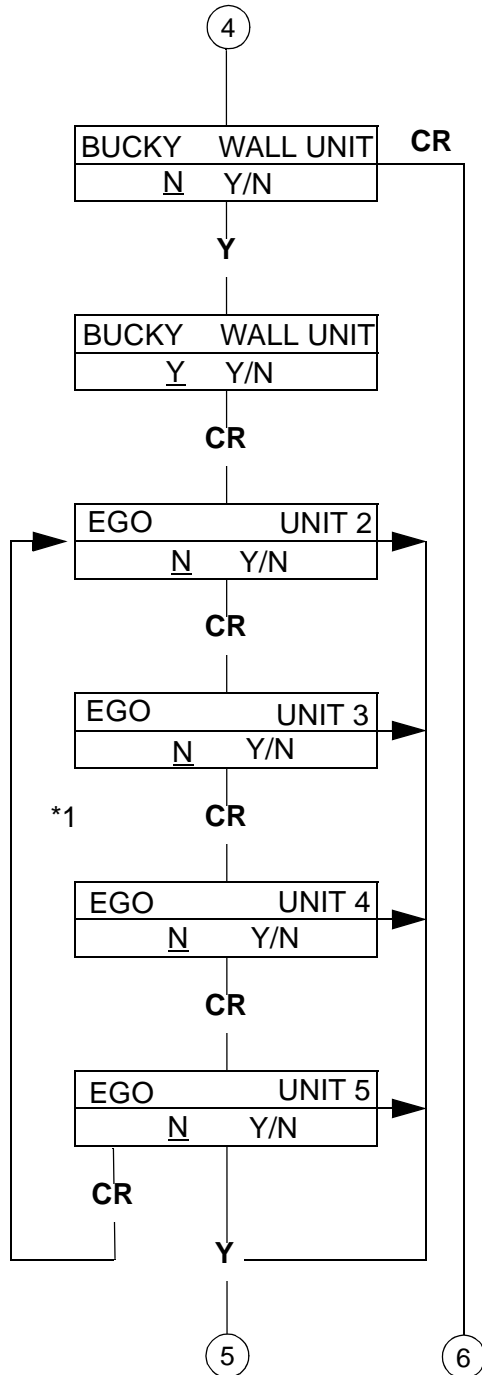 4
BUCKY WALL UNIT CR
N Y/N
Y
BUCKY WALL UNIT
Y Y/N
CR
EGO UNIT 2
N Y/N
CR
EGO UNIT 3
N Y/N
*1 CR
EGO UNIT 4
N Y/N
CR
EGO UNIT 5
N Y/N
CR
Y
5 6